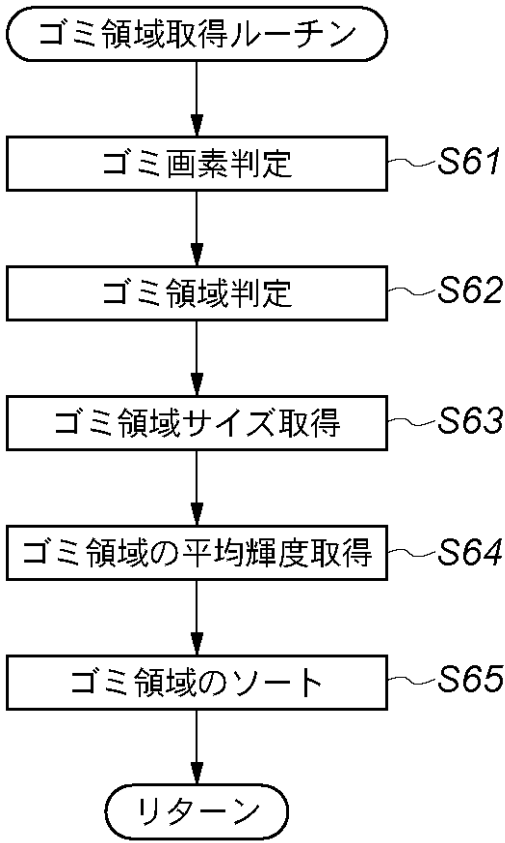 ゴミ領域取得ルーチン
ゴミ画素判定 S61
ゴミ領域判定 S62
ゴミ領域サイズ取得 S63
ゴミ領域の平均輝度取得 S64
ゴミ領域のソート S65
リターン